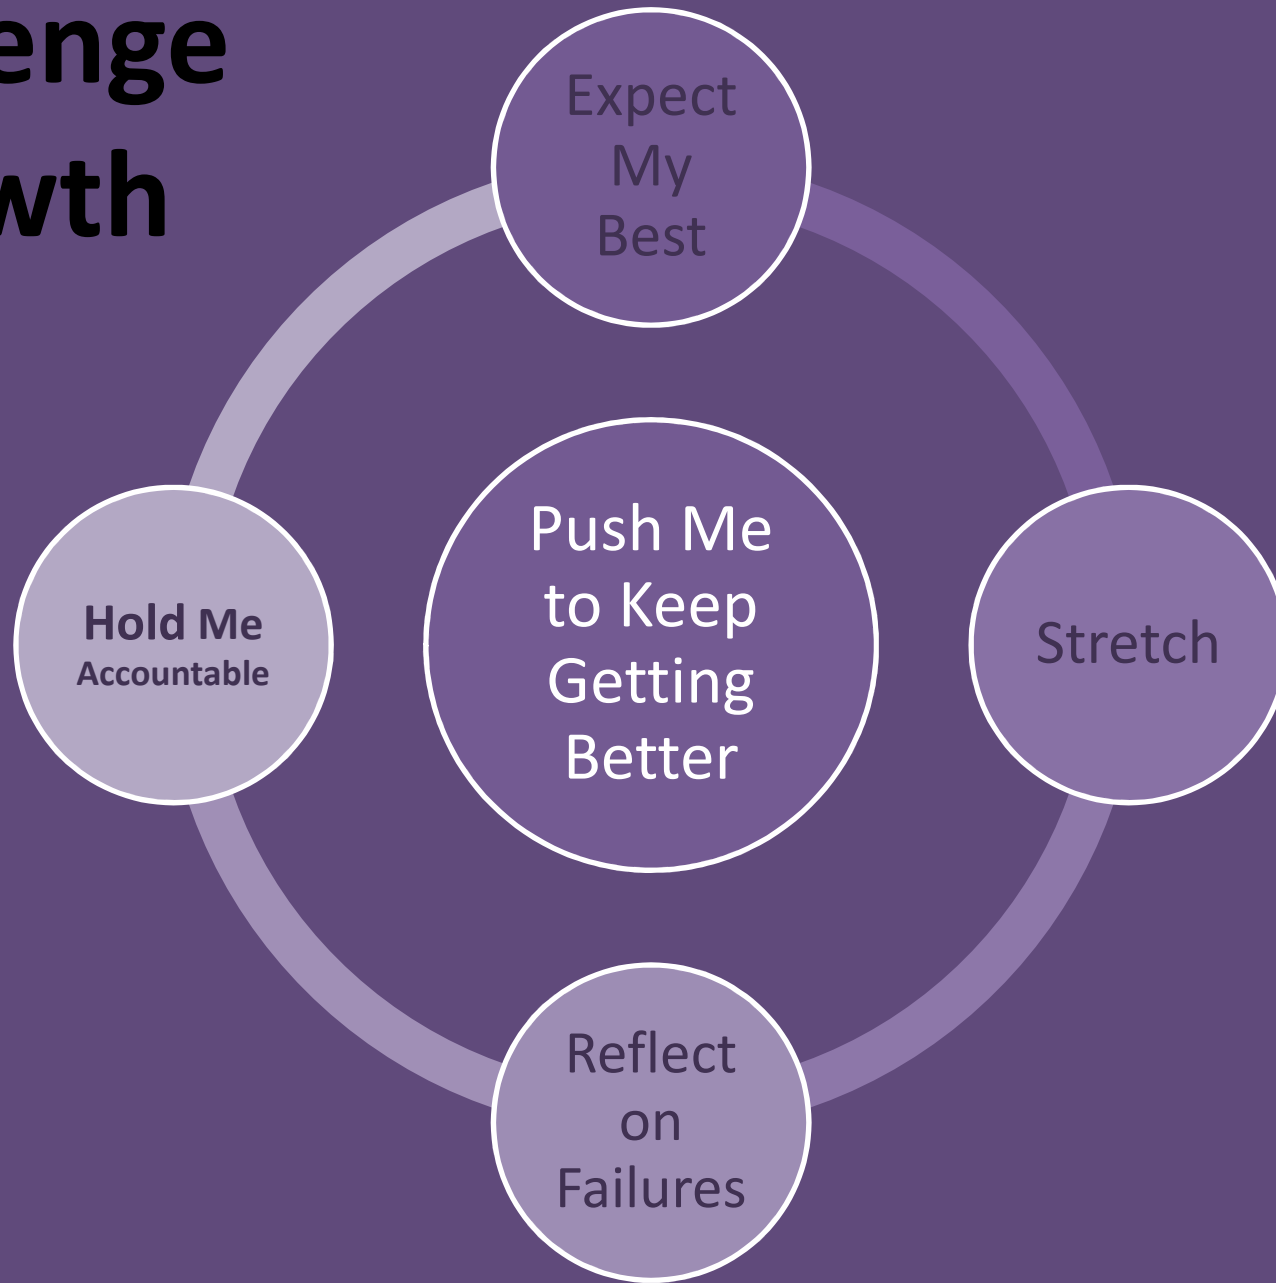 enge
wth
Expect
My
Best
Push Me
to Keep
Getting
Better
Hold Me
Accountable
Stretch
Reflect
on
Failures